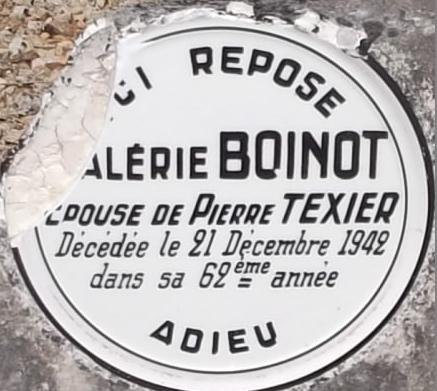 CI REPOSE
ALÉRIE BOINOT
ÉPOUSE DE PIERRE TEXIER
Décédée le 21 Décembre 1942
dans sa 62ème année
ADIEU